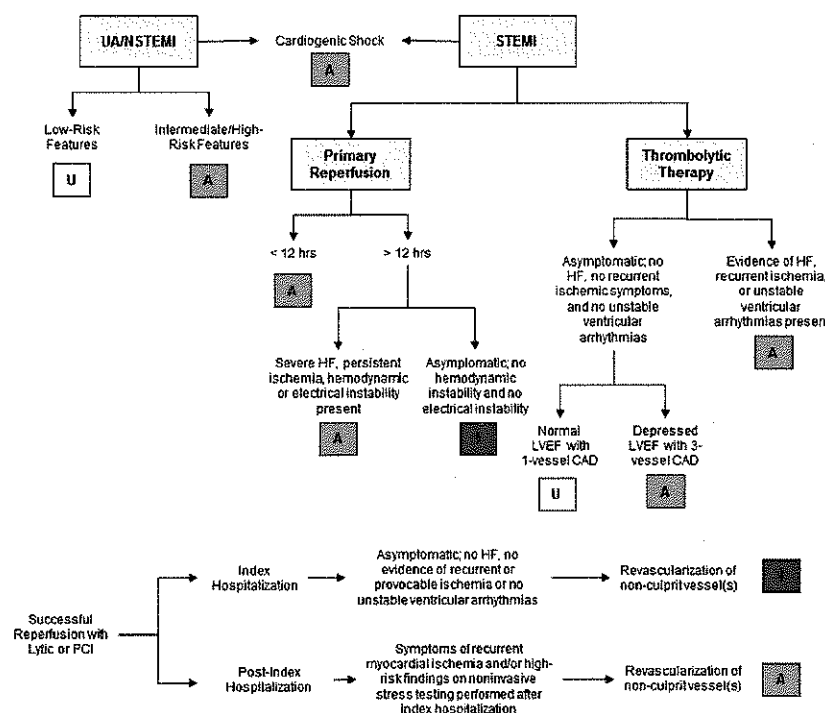 UA/NSTEMI
Cardiogenic
Shock
A
STEMI
Low-Risk
Features
U
Intermediate/High-
Risk Features
A
Primary
Reperfusion
Thrombolytic
Therapy
< 12 hrs
A
> 12 hrs
Severe HF, persistent
ischemia, hemodynamic
or electrical instability
present
A
Asymptomatic; no
hemodynamic
instability and no
electrical instability
Asymptomatic; no
HF, no recurrent
ischemic symptoms,
and no unstable
ventricular
arrhythmias
Evidence of HF,
recurrent ischemia,
or unstable
ventricular
arrhythmias present
A
Normal
LVEF with
1-vessel CAD
U
Depressed
LVEF with 3-
vessel CAD
A
Successful
Reperfusion with
Lytic or PCI
Index
Hospitalization
Asymptomatic; no HF, no
evidence of recurrent or
provocable ischemia or no
unstable ventricular arrhythmias
Revascularization of
non-culprit vessel(s)
Post-Index
Hospitalization
Symptoms of recurrent
myocardial ischemia and/or high-
risk findings on noninvasive
stress testing performed after
index hospitalization
Revascularization of
non-culprit vessel(s)
A